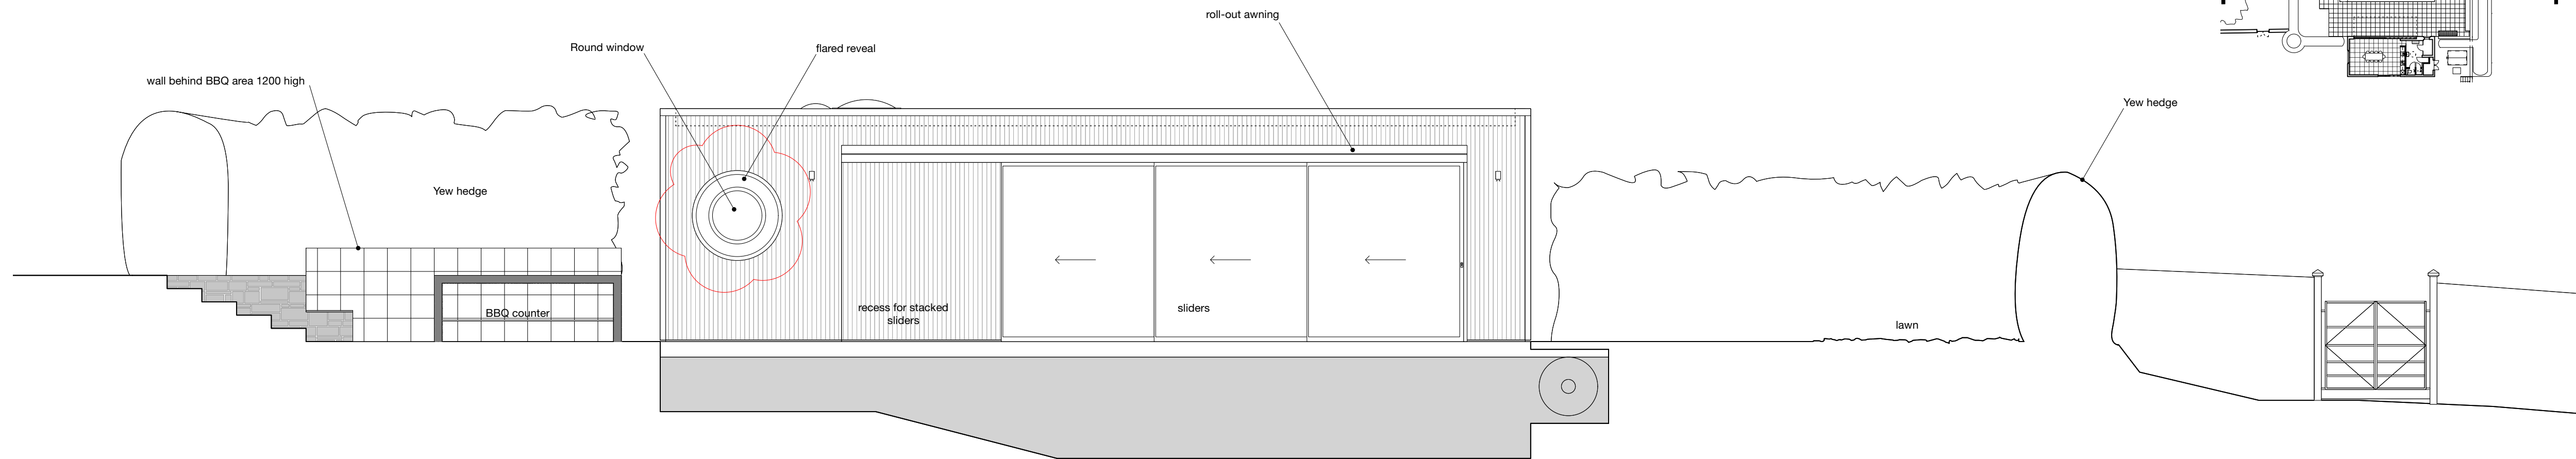 roll-out awning
Round window
flared reveal
wall behind BBQ area 1200 high
Yew hedge
Yew hedge
recess for stacked
sliders
sliders
BBQ counter
lawn